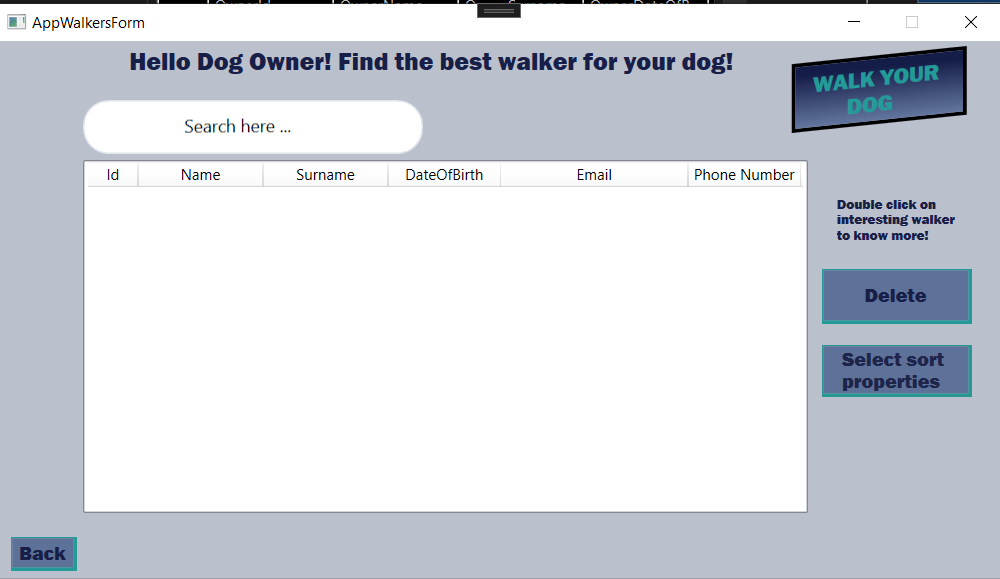 AppWalkersForm
Hello Dog Owner! Find the best walker for your dog!
WALK YOUR
DOG
Search here ...
Id Name Surname DateOfBirth Email Phone Number
Double click on
interesting walker
to know more!
Delete
Select sort
properties
Back